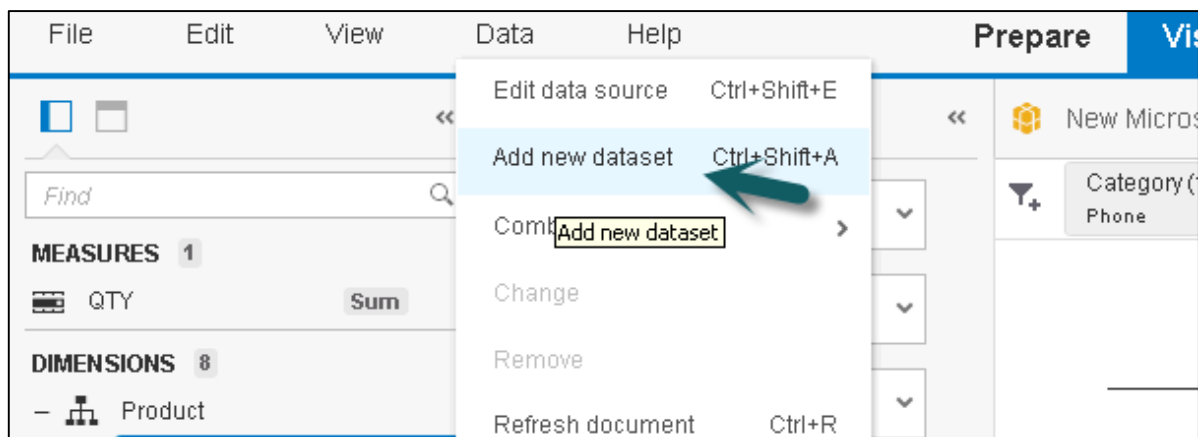 File Edit View Data Help Prepare Vis
Edit data source Ctrl+Shift+E
New Micros
Add new dataset Ctrl+Shift+A
Find
Category (
Phone
Comb
Add new dataset
MEASURES 1
QTY Sum
Change
DIMENSIONS 8
Remove
Product
Refresh document Ctrl+R